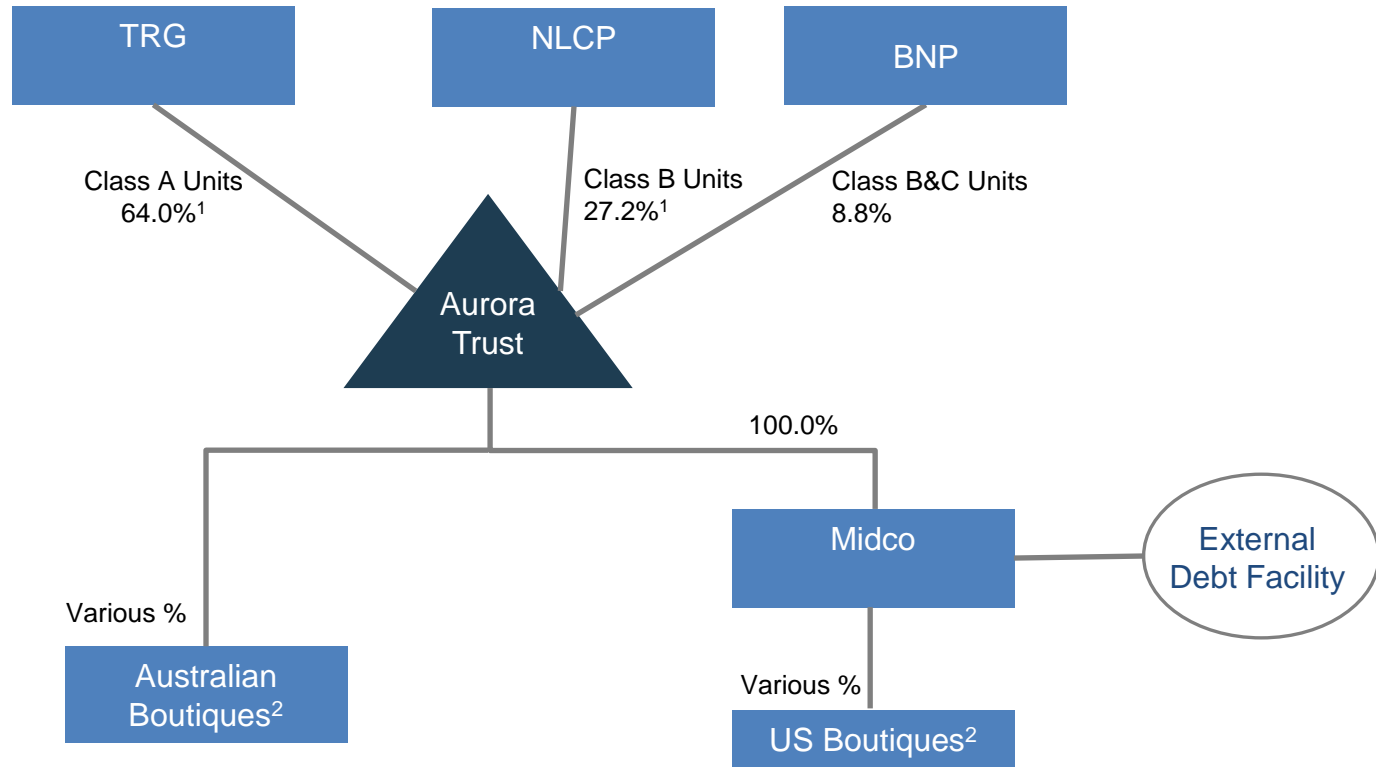 TRG
NLCP
BNP
Class A Units
64.0%¹
Class B Units
27.2%¹
Class B&C Units
8.8%
Aurora
Trust
100.0%
Midco
External
Debt Facility
Various %
Australian
Boutiques²
Various %
US Boutiques²